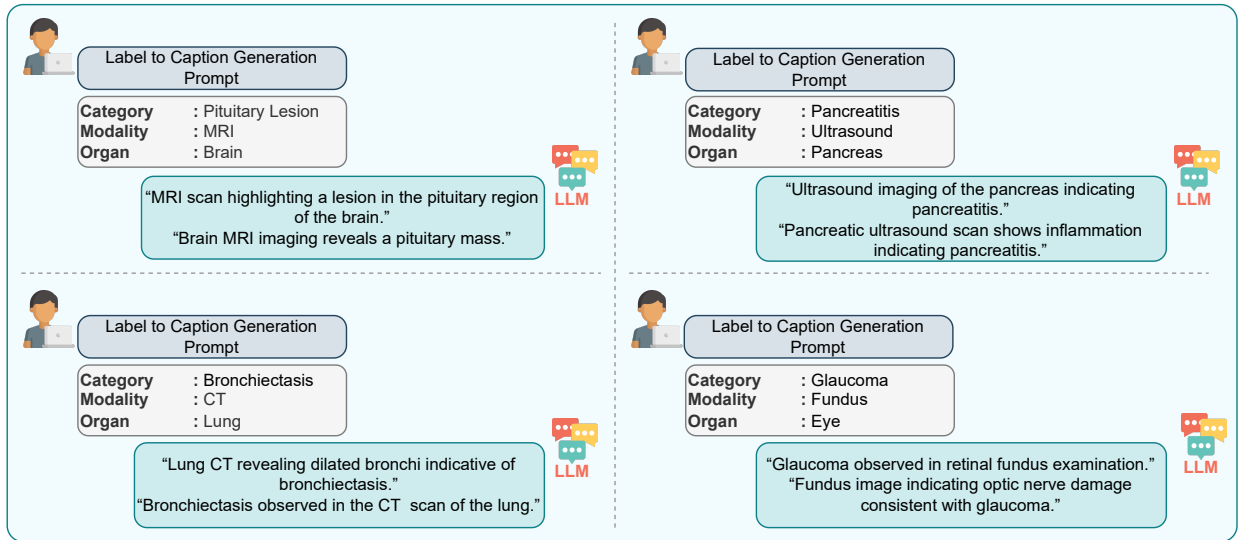 Label to Caption Generation
Prompt
Category : Pituitary Lesion
Modality : MRI
Organ : Brain
LLM
“MRI scan highlighting a lesion in the pituitary region
of the brain.”
“Brain MRI imaging reveals a pituitary mass.”
Label to Caption Generation
Prompt
Category : Pancreatitis
Modality : Ultrasound
Organ : Pancreas
LLM
“Ultrasound imaging of the pancreas indicating
pancreatitis.”
“Pancreatic ultrasound scan shows inflammation
indicating pancreatitis.”
Label to Caption Generation
Prompt
Category : Bronchiectasis
Modality : CT
Organ : Lung
LLM
“Lung CT revealing dilated bronchi indicative of
bronchiectasis.”
“Bronchiectasis observed in the CT scan of the lung.”
Label to Caption Generation
Prompt
Category : Glaucoma
Modality : Fundus
Organ : Eye
LLM
“Glaucoma observed in retinal fundus examination.”
“Fundus image indicating optic nerve damage
consistent with glaucoma.”